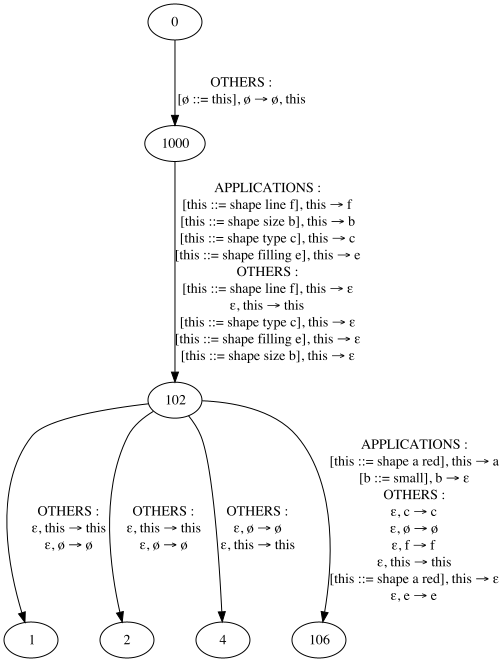 0
OTHERS :
[ø ::= this], ø → ø, this
1000
APPLICATIONS :
[this ::= shape line f], this → f
[this ::= shape size b], this → b
[this ::= shape type c], this → c
[this ::= shape filling e], this → e
OTHERS :
[this ::= shape line f], this → ε
ε, this → this
[this ::= shape type c], this → ε
[this ::= shape filling e], this → ε
[this ::= shape size b], this → ε
102
OTHERS :
ε, this → this
ε, ø → ø
OTHERS :
ε, this → this
ε, ø → ø
OTHERS :
ε, ø → ø
ε, this → this
APPLICATIONS :
[this ::= shape a red], this → a
[b ::= small], b → ε
OTHERS :
ε, c → c
ε, ø → ø
ε, f → f
ε, this → this
[this ::= shape a red], this → ε
ε, e → e
1
2
4
106